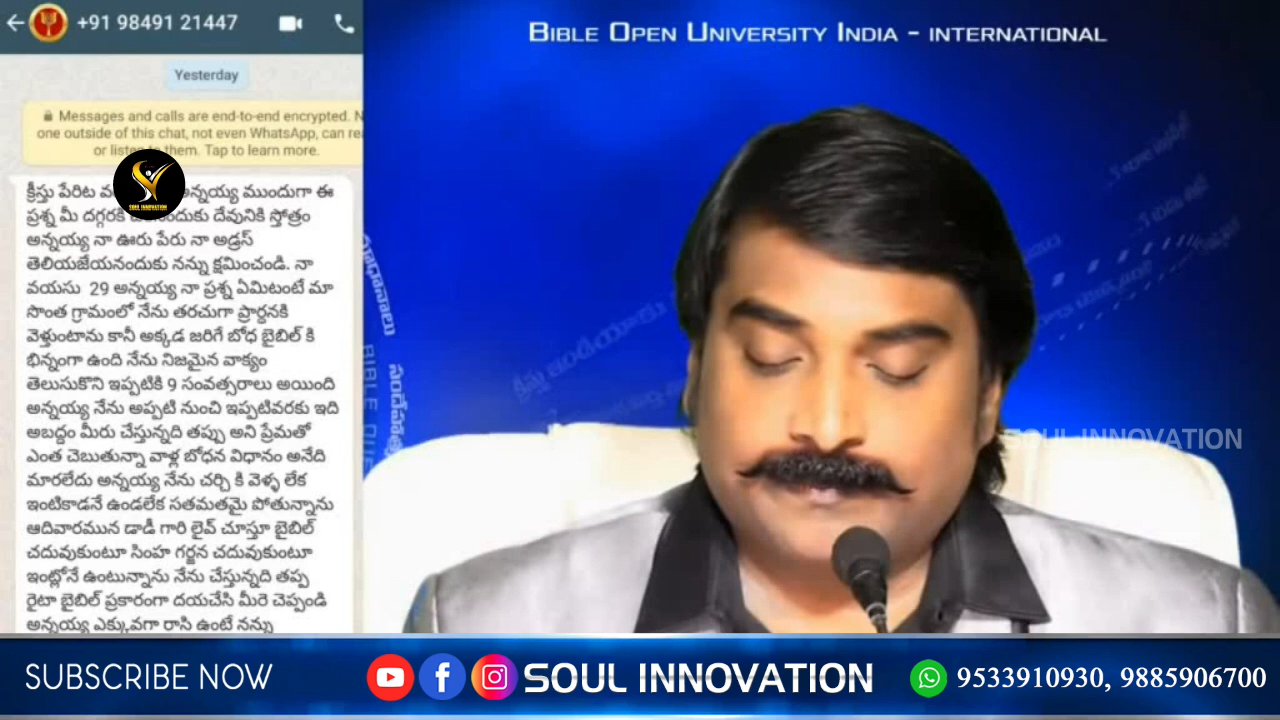 +91 98491 21447
BIBLE OPEN UNIVERSITY INDIA - INTERNATIONAL
Yesterday
Messages and calls are end-to-end encrypted. N
one outside of this chat, not even WhatsApp, can rea
or listen to them. Tap to learn more.
క్రీస్తు పేరిట అన్నయ్య ముందుగా ఈ
ప్రశ్న మీ దగ్గరకి దేవునికి స్తోత్రం
అన్నయ్య నా ఊరు పేరు నా అడ్రస్
తెలియజేయనందుకు నన్ను క్షమించండి. నా
వయసు 29 అన్నయ్య నా ప్రశ్న ఏమిటంటే మా
సొంత గ్రామంలో నేను తరచుగా ప్రార్థనకి
వెళ్తుంటాను కానీ అక్కడ జరిగే బోధ బైబిల్ కి
భిన్నంగా ఉంది నేను నిజమైన వాక్యం
తెలుసుకొని ఇప్పటికి 9 సంవత్సరాలు అయింది
అన్నయ్య నేను అప్పటి నుంచి ఇప్పటివరకు ఇది
అబద్దం మీరు చేస్తున్నది తప్పు అని ప్రేమతో
ఎంత చెబుతున్నా వాళ్ల బోధన విధానం అనేది
మారలేదు అన్నయ్య నేను చర్చి కి వెళ్ళ లేక
ఇంటికాడనే ఉండలేక సతమతమై పోతున్నాను
ఆదివారమున డాడీ గారి లైవ్ చూస్తూ బైబిల్
చదువుకుంటూ సింహ గర్జన చదువుకుంటూ
ఇంట్లోనే ఉంటున్నాను నేను చేస్తున్నది తప్ప
రైటా బైబిల్ ప్రకారంగా దయచేసి మీరె చెప్పండి
అన్నయ్య ఎక్కువగా రాసి ఉంటే నన్ను
SOUL INNOVATION
SOUL INNOVATION
SUBSCRIBE NOW
SOUL INNOVATION
9533910930, 9885906700